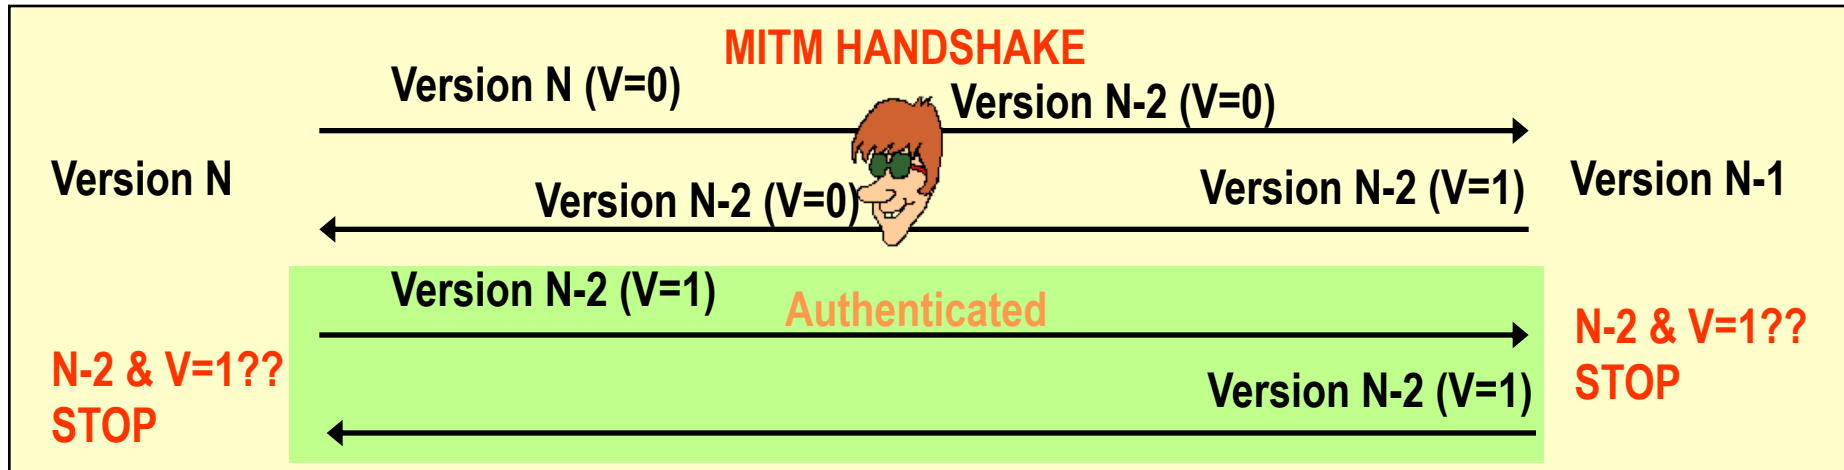 MITM HANDSHAKE
Version N (V=0)
Version N-2 (V=0)
Version N
Version N-2 (V=0)
Version N-2 (V=1)
Version N-1
Version N-2 (V=1)
Authenticated
N-2 & V=1??
STOP
N-2 & V=1??
STOP
Version N-2 (V=1)